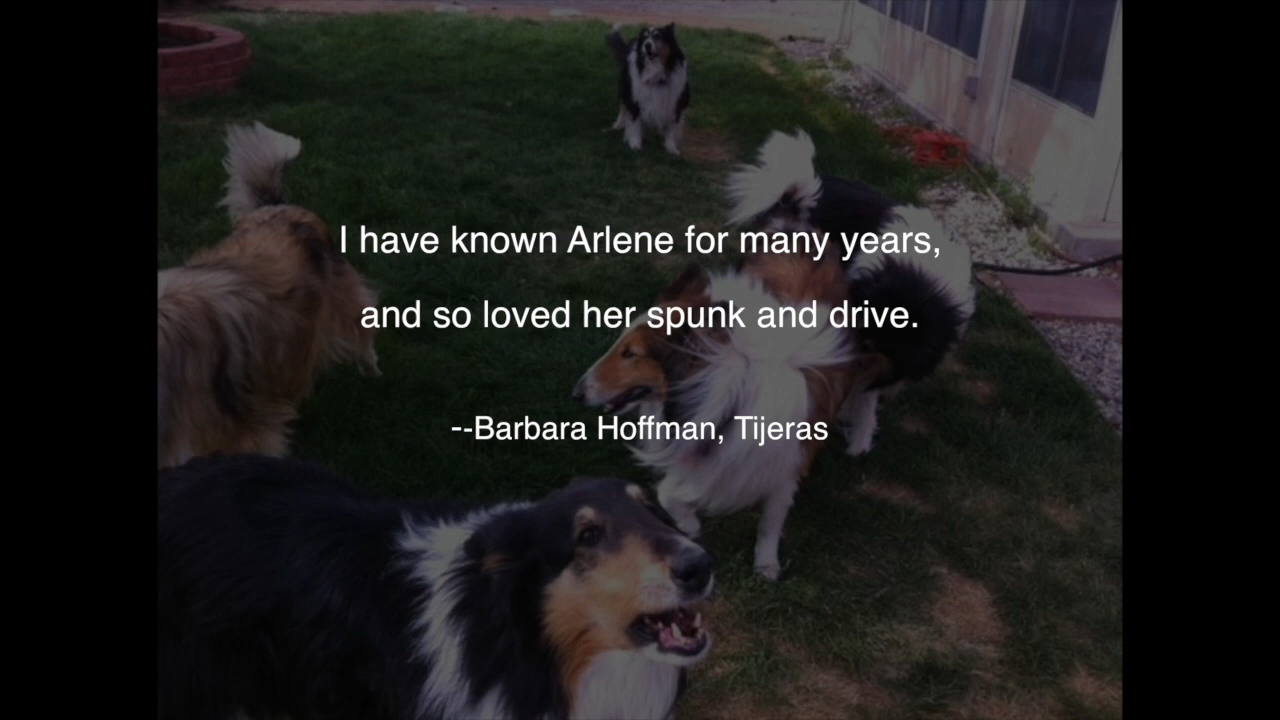 I have known Arlene for many years,
and so loved her spunk and drive.
--Barbara Hoffman, Tijeras